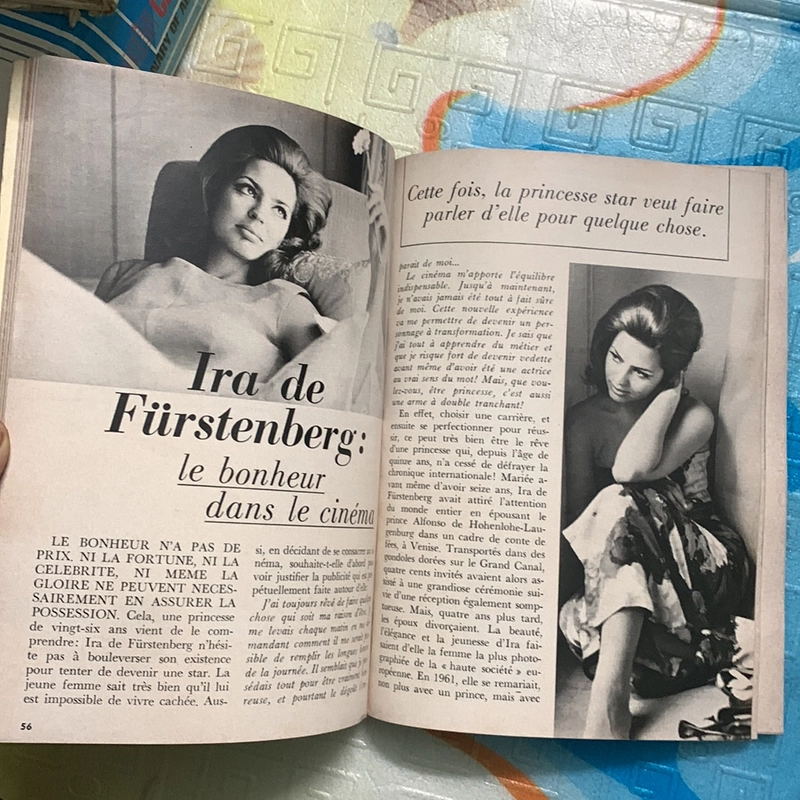 Ira de
Fürstenberg:
le bonheur
dans le cinéma
LE BONHEUR N'A PAS DE
PRIX. NI LA FORTUNE, NI LA
CELEBRITE, NI MEME LA
GLOIRE NE PEUVENT NECES-
SAIREMENT EN ASSURER LA
POSSESSION. Cela, une princesse
de vingt-six ans vient de le com-
prendre: Ira de Fürstenberg n'hési-
te pas à bouleverser son existence
pour tenter de devenir une star. La
jeune femme sait très bien qu'il lui
est impossible de vivre cachée. Aus-
si, en décidant de se consacrer au
néma, souhaite-t-elle d'abord
voir justifier la publicité qui est
pétuellement faite autour d'elle.
J'ai toujours rêvé de faire quelque
chose qui soit ma raison d'être.
me levais chaque matin en me
mandant comment il me serait
sible de remplir les longues
de la journée. Il semblait que je
sédais tout pour être vraiment
reuse, et pourtant le dégoût
56
Cette fois, la princesse star veut faire
parler d'elle pour quelque chose.
parait de moi...
Le cinéma m'apporte l'équilibre
indispensable. Jusqu'à maintenant,
je n'avais jamais été tout à fait sûre
de moi. Cette nouvelle expérience
va me permettre de devenir un per-
sonnage à transformation. Je sais que
j'ai tout à apprendre du métier et
que je risque fort de devenir vedette
avant même d'avoir été une actrice
au vrai sens du mot! Mais, que vou-
lez-vous, être princesse, c'est aussi
une arme à double tranchant!
En effet, choisir une carrière, et
ensuite se perfectionner pour réus-
sir, ce peut très bien être le rêve
d'une princesse qui, depuis l'âge de
quinze ans, n'a cessé de défrayer la
chronique internationale! Mariée a-
vant même d'avoir seize ans, Ira de
Fürstenberg avait attiré l'attention
du monde entier en épousant le
prince Alfonso de Hohenlohe-Lau-
genburg dans un cadre de conte de
fées, à Venise. Transportés dans des
gondoles dorées sur le Grand Canal,
quatre cents invités avaient alors as-
sisté à une grandiose cérémonie sui-
vie d'une réception également somp-
tueuse. Mais, quatre ans plus tard,
les époux divorçaient. La beauté,
l'élégance et la jeunesse d'Ira fai-
saient d'elle la femme la plus photo-
graphiée de la « haute société » eu-
ropéenne. En 1961, elle se remariait,
non plus avec un prince, mais avec